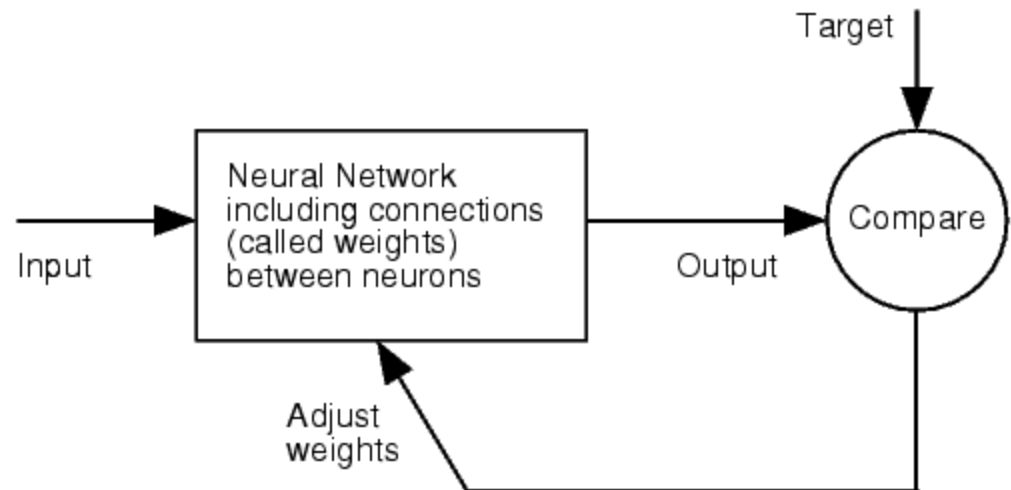 Target
Neural Network
including connections
(called weights)
between neurons
Compare
Input
Output
Adjust
weights